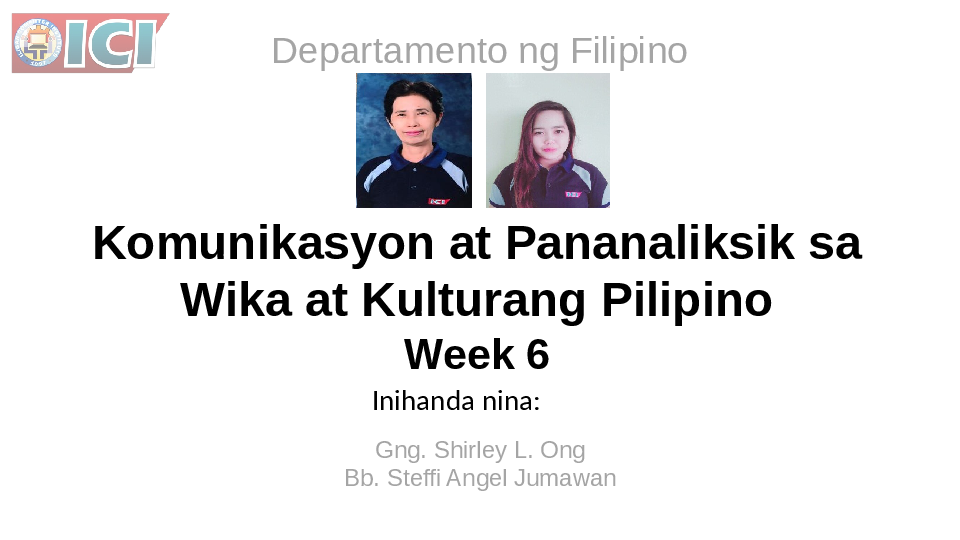 ICI
Departamento ng Filipino
Komunikasyon at Pananaliksik sa
Wika at Kulturang Pilipino
Week 6
Inihanda nina:
Gng. Shirley L. Ong
Bb. Steffi Angel Jumawan